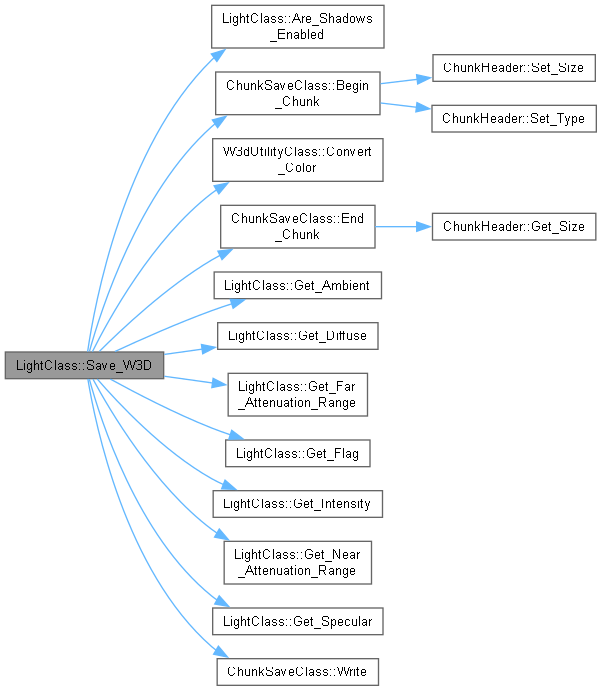 LightClass::Are_Shadows
_Enabled
ChunkSaveClass::Begin
_Chunk
ChunkHeader::Set_Size
ChunkHeader::Set_Type
W3dUtilityClass::Convert
_Color
ChunkSaveClass::End
_Chunk
ChunkHeader::Get_Size
LightClass::Get_Ambient
LightClass::Get_Diffuse
LightClass::Save_W3D
LightClass::Get_Far
_Attenuation_Range
LightClass::Get_Flag
LightClass::Get_Intensity
LightClass::Get_Near
_Attenuation_Range
LightClass::Get_Specular
ChunkSaveClass::Write